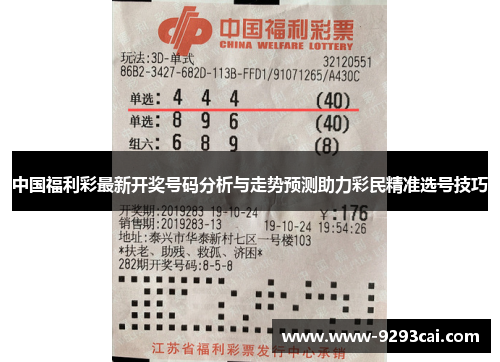 中国福利彩票
CHINA WELFARE LOTTERY
玩法:3D-单式 32120551
86B2-3427-682D-113B-FFD1/91071265/A430C
单选: 4 4 4 (40)
单选: 8 9 6 (40)
组六: 6 8 9 (8)
中国福利彩最新开奖号码分析与走势预测助力彩民精准选号技巧
开奖期:2019283 19-10-24 ¥:176
销售期:2019283-13 19-10-24 19:54:26
地址:泰兴市华泰新村七区一号楼103
*扶老、助残、救孤、济困*
282期开奖号码:8-5-8
www.www-9293cai.com
江苏省福利彩票发行中心承销